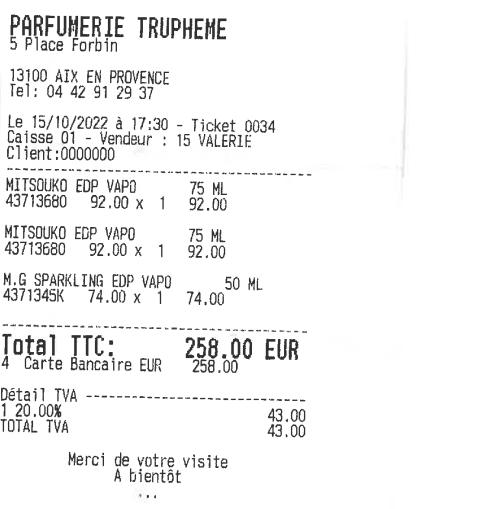 PARFUMERIE TRUPHEME
5 Place Forbin
13100 AIX EN PROVENCE
Tel: 04 42 91 29 37
Le 15/10/2022 à 17:30 - Ticket 0034
Caisse 01 - Vendeur : 15 VALERIE
Client:0000000
--------------------------------------
MITSOUKO EDP VAPO 75 ML
43713680 92.00 x 1 92.00
MITSOUKO EDP VAPO 75 ML
43713680 92.00 x 1 92.00
M.G SPARKLING EDP VAPO 50 ML
4371345K 74.00 x 1 74.00
--------------------------------------
Total TTC: 258.00 EUR
4 Carte Bancaire EUR 258.00
Détail TVA ---------------------------
1 20.00% 43.00
TOTAL TVA 43.00
Merci de votre visite
A bientôt
...